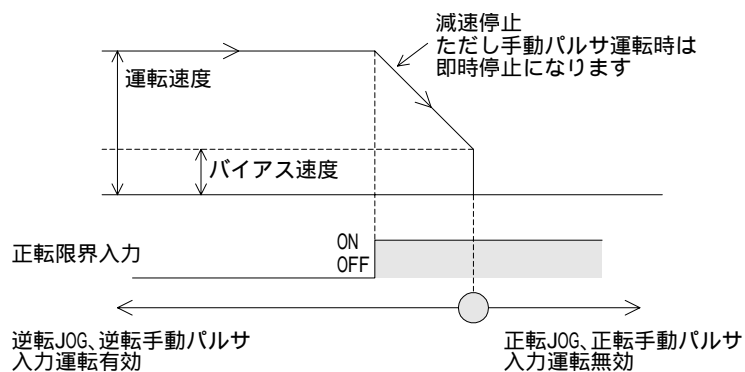 減速停止
ただし手動パルサ運転時は
即時停止になります
運転速度
バイアス速度
正転限界入力
ON
OFF
逆転JOG、逆転手動パルサ
入力運転有効
正転JOG、正転手動パルサ
入力運転無効